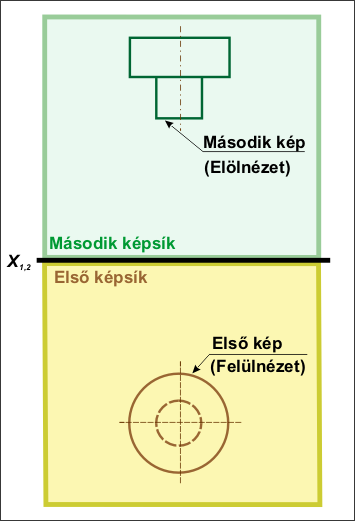 Második kép
(Elölnézet)
Második képsík
X1,2
Első képsík
Első kép
(Felülnézet)